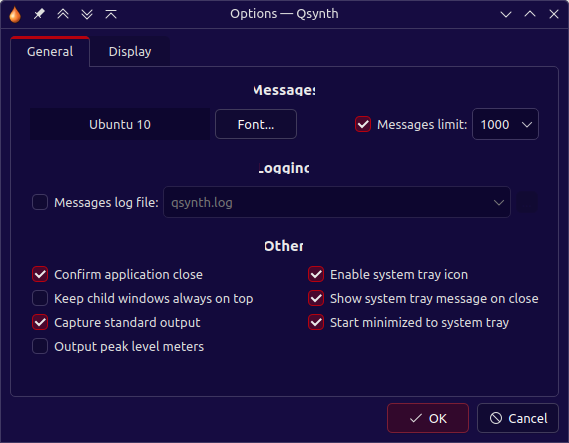 Options — Qsynth
General Display
Messages
Ubuntu 10 Font... Messages limit: 1000
Logging
Messages log file: qsynth.log
Other
Confirm application close Enable system tray icon
Keep child windows always on top Show system tray message on close
Capture standard output Start minimized to system tray
Output peak level meters
OK Cancel